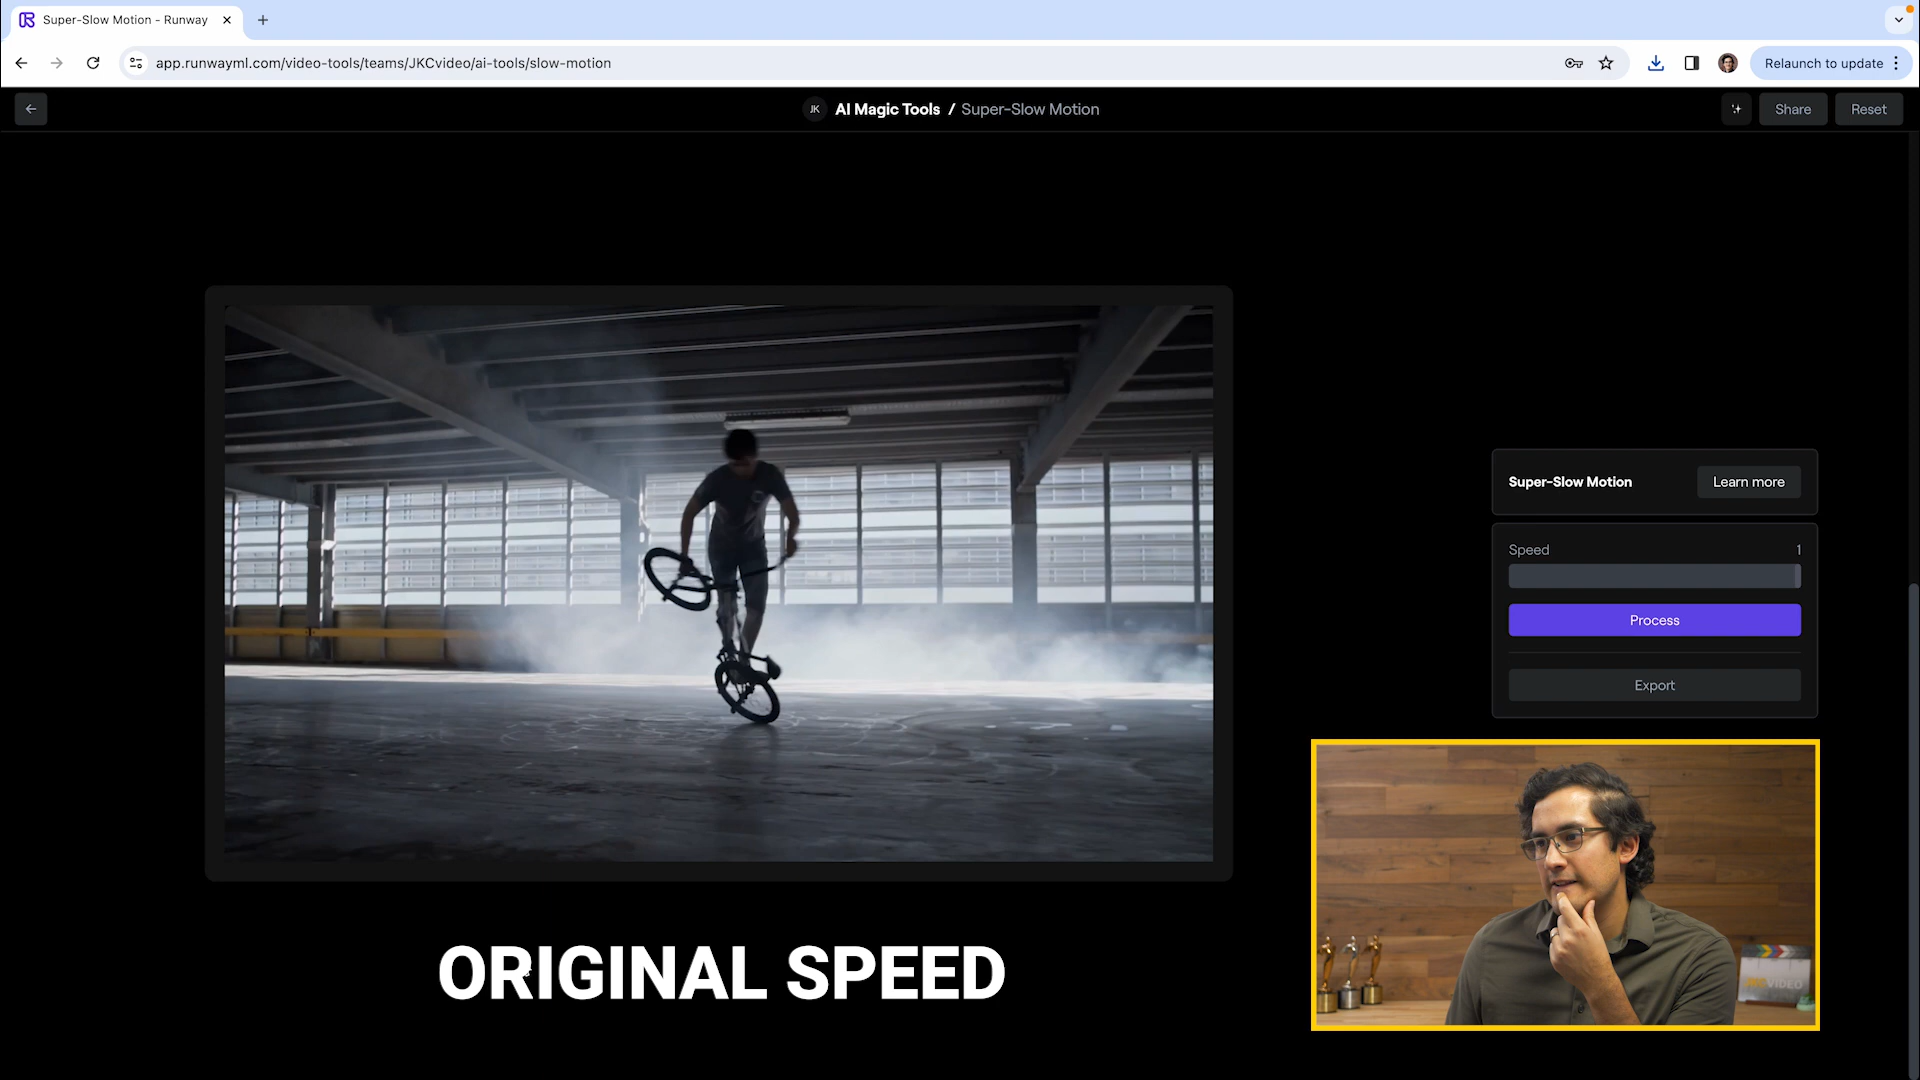 Super-Slow Motion - Runway
app.runwayml.com/video-tools/teams/JKCvideo/ai-tools/slow-motion
Relaunch to update
JK AI Magic Tools / Super-Slow Motion
Share
Reset
Super-Slow Motion
Learn more
Speed 1
Process
Export
ORIGINAL SPEED